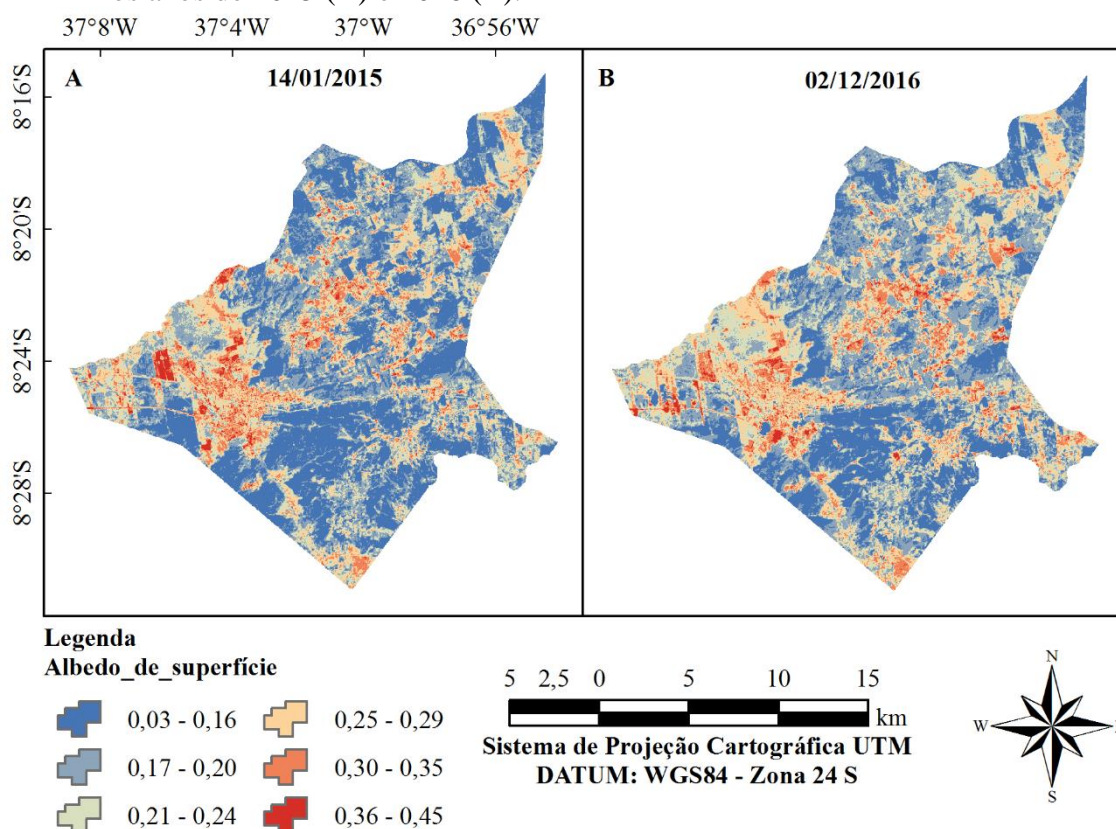 37°8'W 37°4'W 37°W 36°56'W
A 14/01/2015
B 02/12/2016
8°16'S
8°20'S
8°24'S
8°28'S
Legenda
Albedo_de_superfície
0,03 - 0,16 0,25 - 0,29
0,17 - 0,20 0,30 - 0,35
0,21 - 0,24 0,36 - 0,45
5 2,5 0 5 10 15
km
Sistema de Projeção Cartográfica UTM
DATUM: WGS84 - Zona 24 S
N
W
S